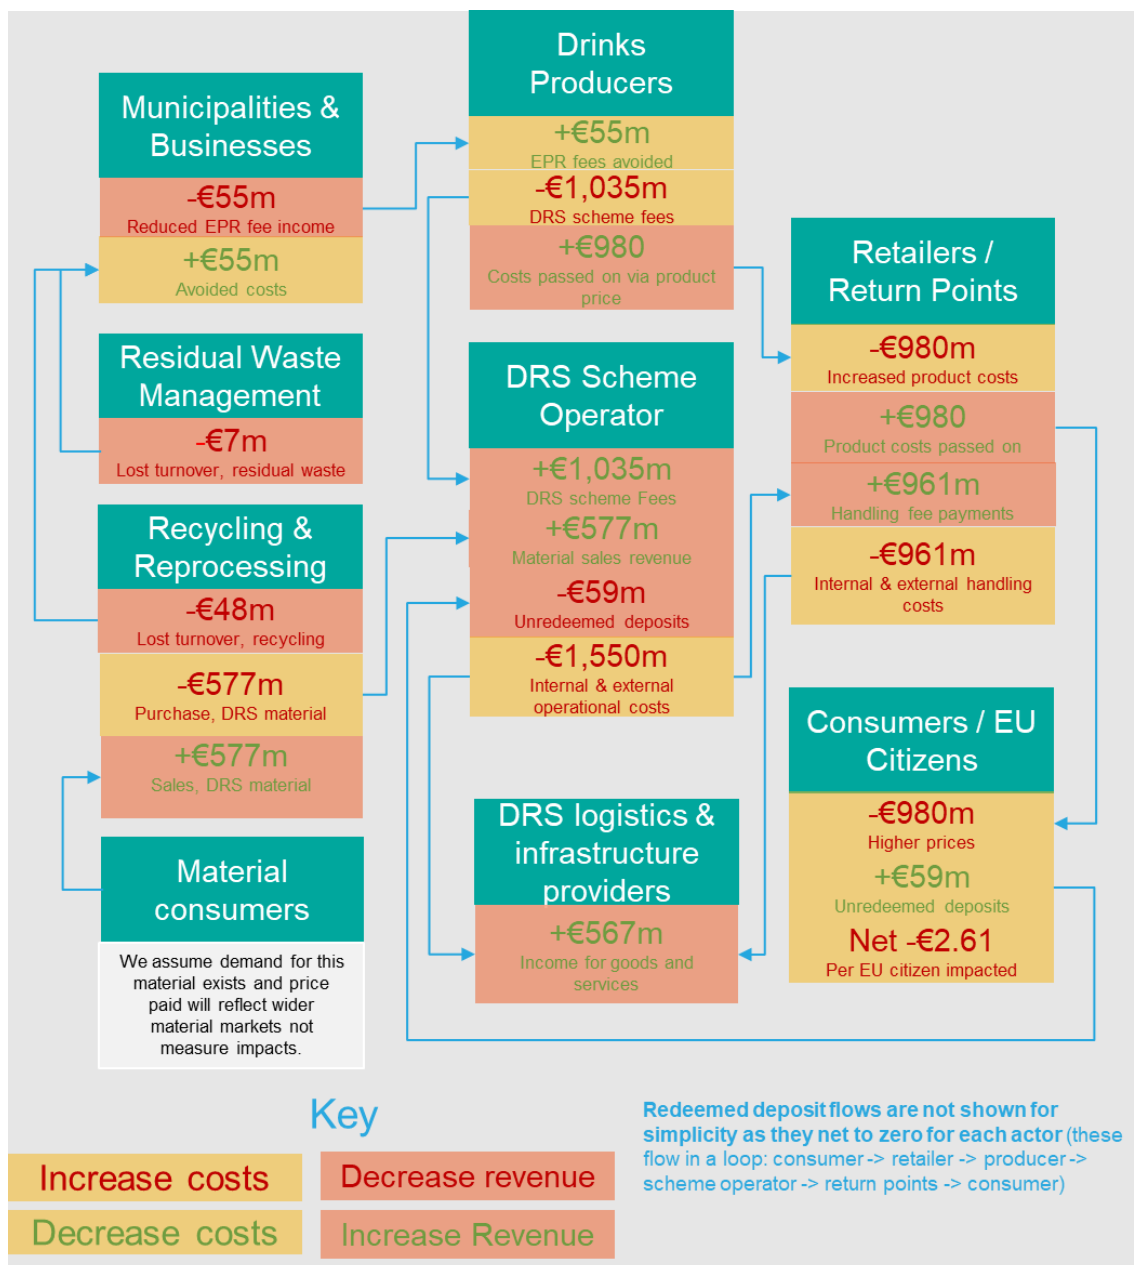 Municipalities &
Businesses
-€55m
Reduced EPR fee income
+€55m
Avoided costs
Residual Waste
Management
-€7m
Lost turnover, residual waste
Recycling &
Reprocessing
-€48m
Lost turnover, recycling
-€577m
Purchase, DRS material
+€577m
Sales, DRS material
Material
consumers
We assume demand for this
material exists and price
paid will reflect wider
material markets not
measure impacts.
Drinks
Producers
+€55m
EPR fees avoided
-€1,035m
DRS scheme fees
+€980
Costs passed on via product
price
DRS Scheme
Operator
+€1,035m
DRS scheme Fees
+€577m
Material sales revenue
-€59m
Unredeemed deposits
-€1,550m
Internal & external
operational costs
DRS logistics &
infrastructure
providers
+€567m
Income for goods and
services
Retailers /
Return Points
-€980m
Increased product costs
+€980
Product costs passed on
+€961m
Handling fee payments
-€961m
Internal & external handling
costs
Consumers / EU
Citizens
-€980m
Higher prices
+€59m
Unredeemed deposits
Net -€2.61
Per EU citizen impacted
Key
Increase costs
Decrease revenue
Decrease costs
Increase Revenue
Redeemed deposit flows are not shown for
simplicity as they net to zero for each actor (these
flow in a loop: consumer -> retailer -> producer->
scheme operator -> return points -> consumer)